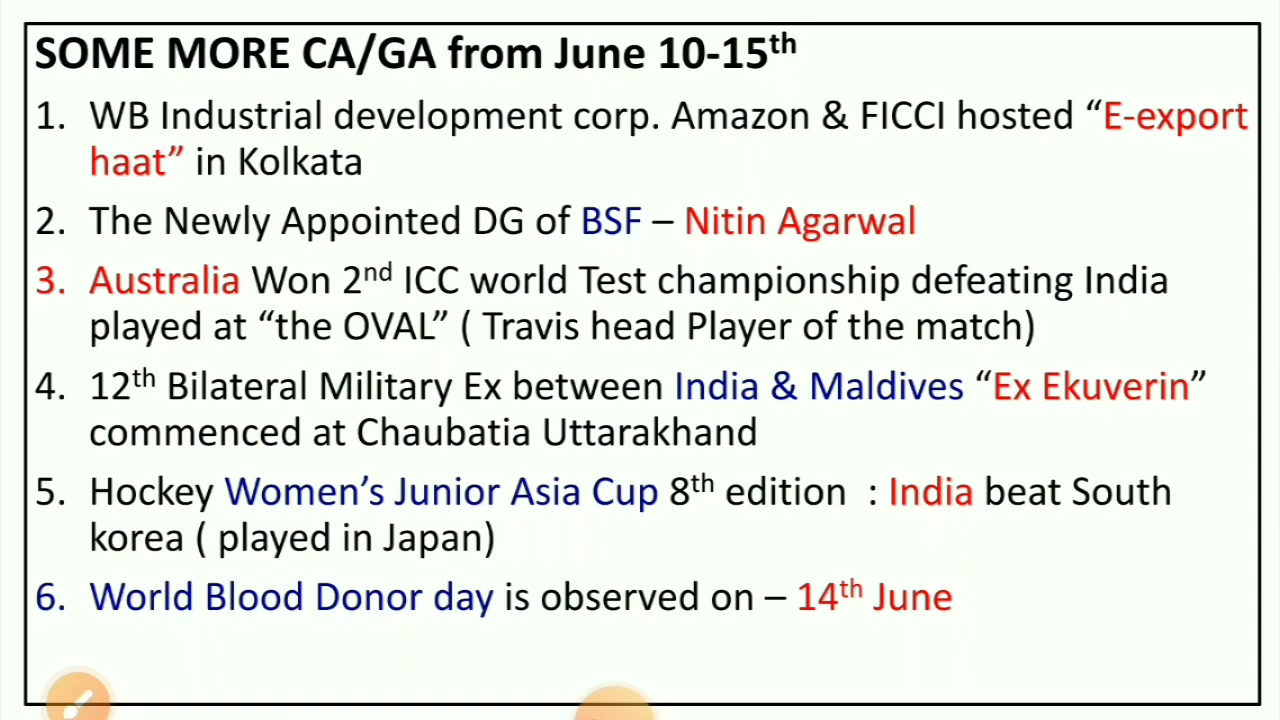 SOME MORE CA/GA from June 10-15th
1. WB Industrial development corp. Amazon & FICCI hosted “E-export
haat” in Kolkata
2. The Newly Appointed DG of BSF – Nitin Agarwal
3. Australia Won 2nd ICC world Test championship defeating India
played at “the OVAL” ( Travis head Player of the match)
4. 12th Bilateral Military Ex between India & Maldives “Ex Ekuverin”
commenced at Chaubatia Uttarakhand
5. Hockey Women’s Junior Asia Cup 8th edition : India beat South
korea ( played in Japan)
6. World Blood Donor day is observed on – 14th June